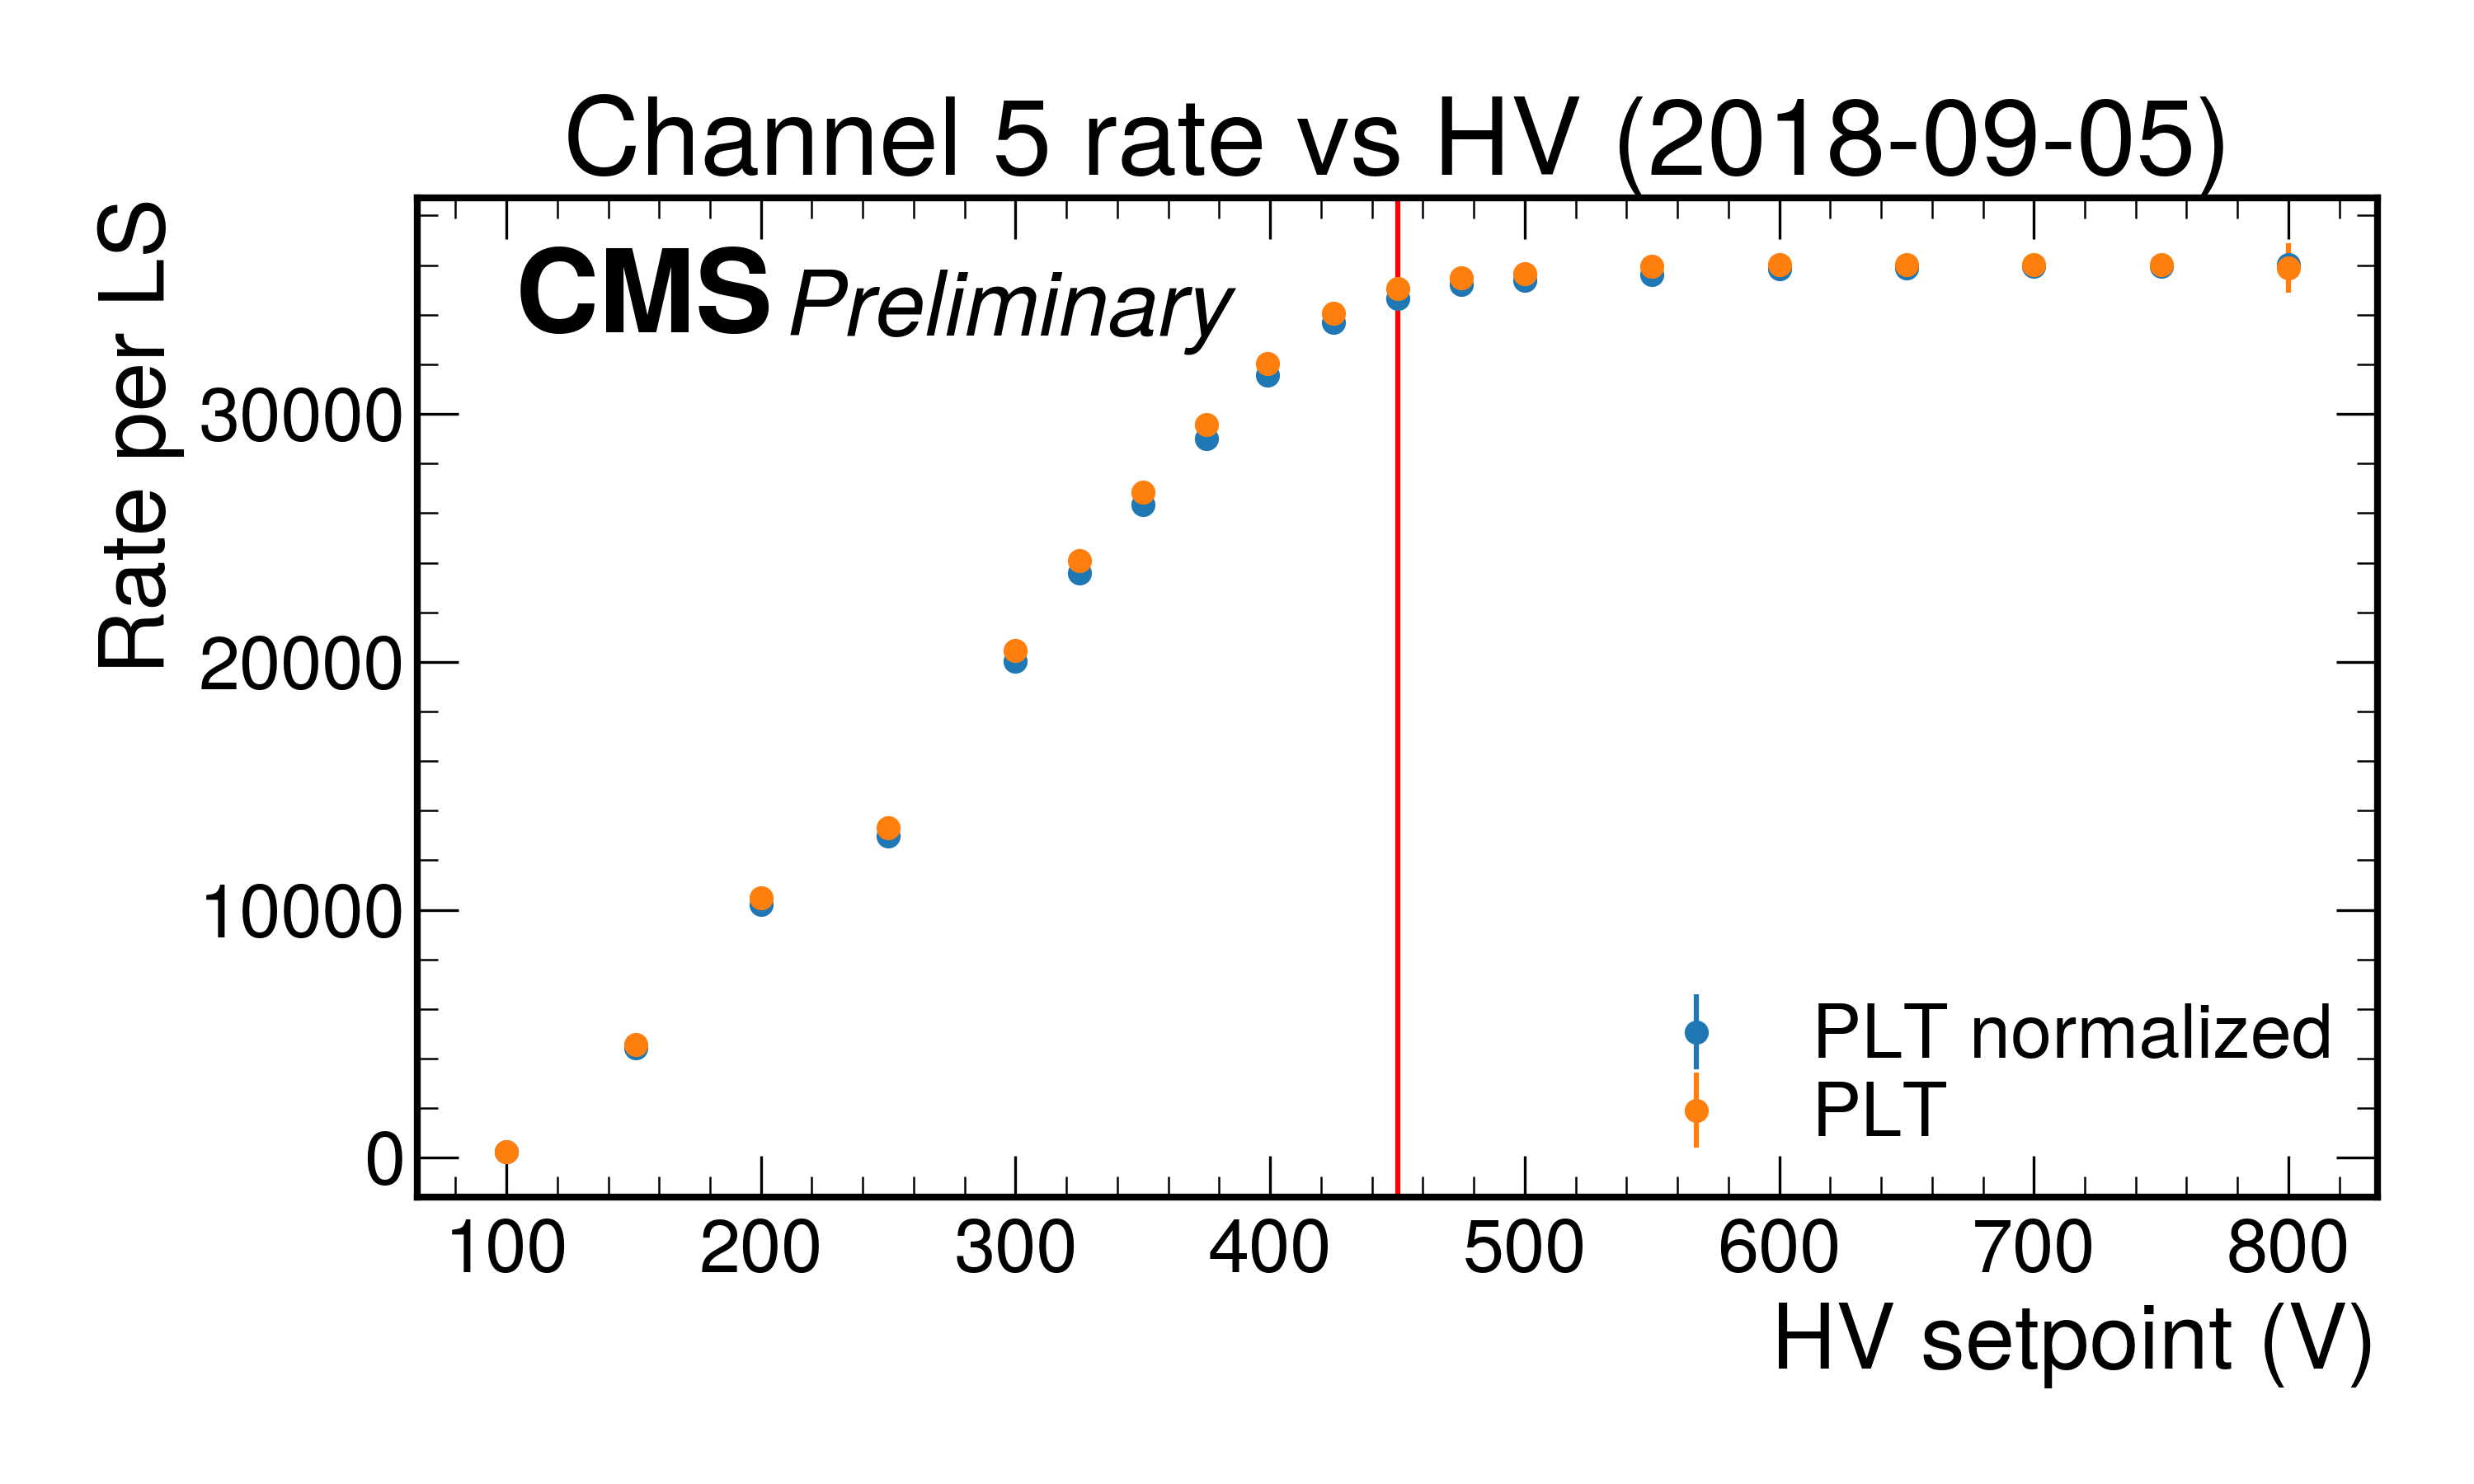 Channel 5 rate vs HV (2018-09-05)
CMS Preliminary
Rate per LS
30000
20000
10000
0
PLT normalized
PLT
100 200 300 400 500 600 700 800
HV setpoint (V)